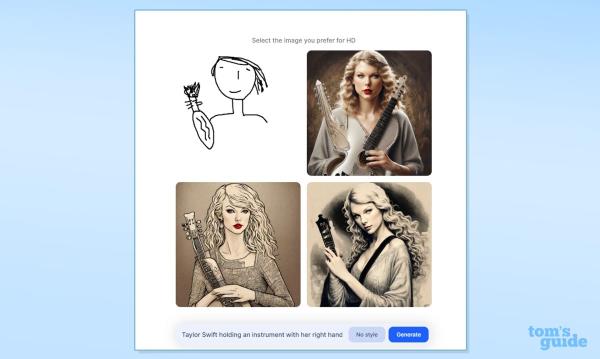 Select the image you prefer for HD
Taylor Swift holding an instrument with her right hand
No style
Generate
tom's
guide